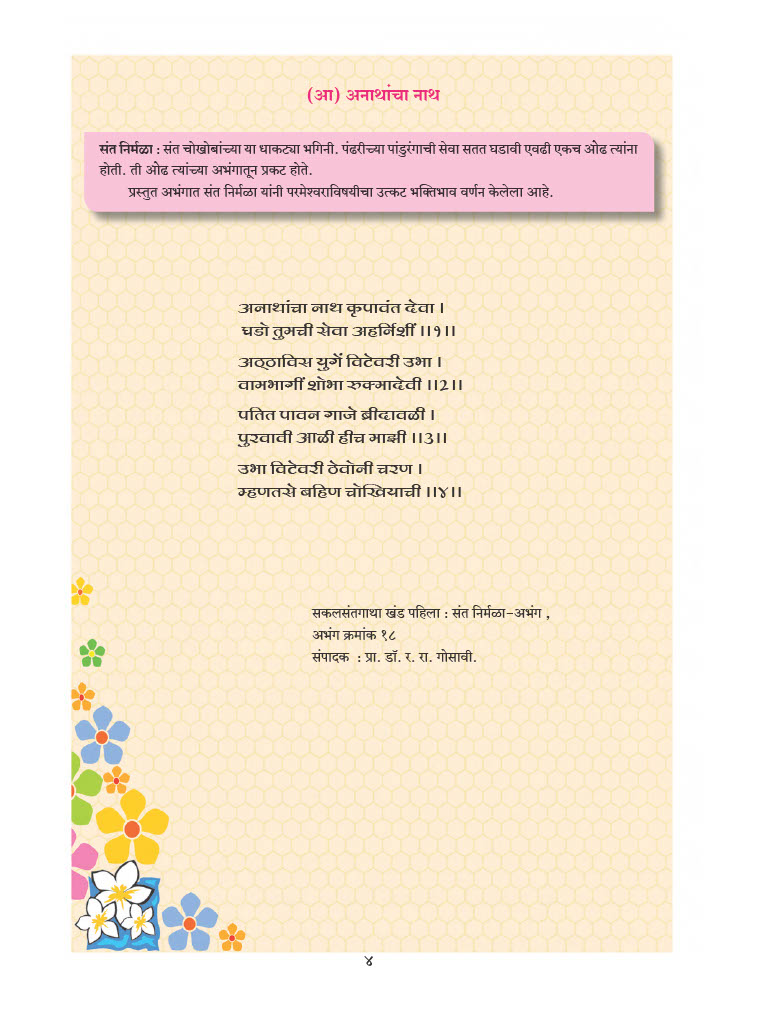 (आ) अनाथांचा नाथ
संत निर्मळा : संत चोखोबांच्या या धाकट्या भगिनी. पंढरीच्या पांडुरंगाची सेवा सतत घडावी एवढी एकच ओढ त्यांना
होती. ती ओढ त्यांच्या अभंगातून प्रकट होते.
प्रस्तुत अभंगात संत निर्मळा यांनी परमेश्वराविषयीचा उत्कट भक्तिभाव वर्णन केलेला आहे.
अनाथांचा नाथ कृपावंत देवा ।
घडो तुमची सेवा अहर्निशीं ।।१।।
अठ्ठाविस युगें विटेवरी उभा ।
वामभागीं शोभा रुक्मादेवी ।।२।।
पतित पावन गाजे ब्रीदावळी ।
पुरवावी आळी हीच माझी ।।३।।
उभा विटेवरी ठेवोनी चरण ।
म्हणतसे बहिण चोखियाची ।।४।।
सकलसंतगाथा खंड पहिला : संत निर्मळा-अभंग ,
अभंग क्रमांक १८
संपादक : प्रा. डॉ. र. रा. गोसावी.
४